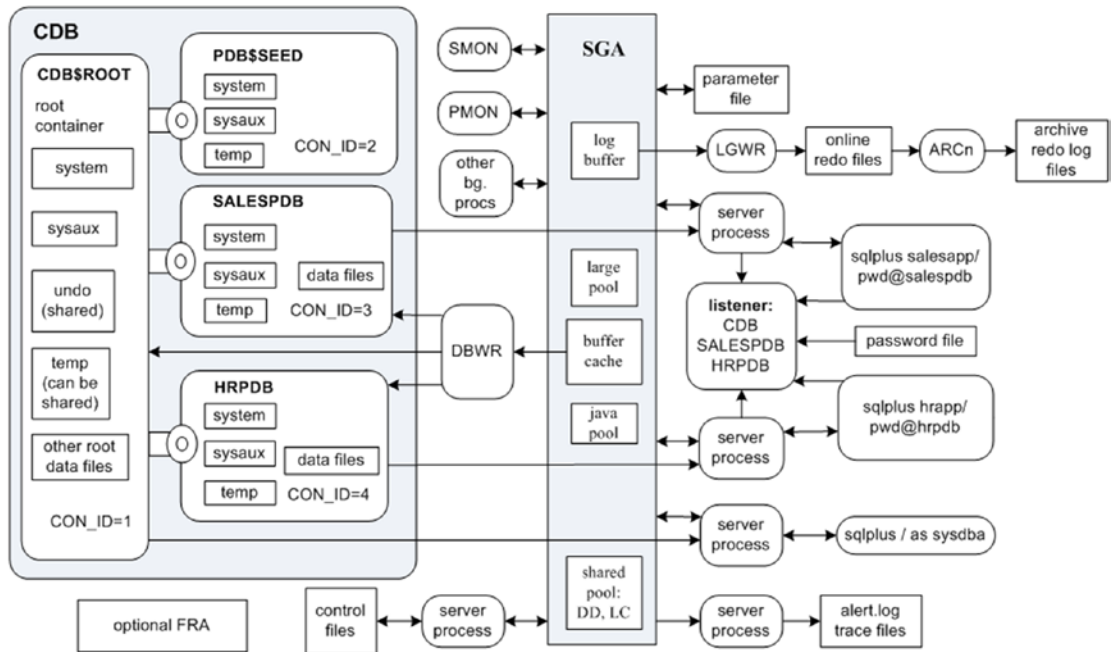 CDB
CDB$ROOT
root
container
system
sysaux
undo
(shared)
temp
(can be
shared)
other root
data files
CON_ID=1
PDB$SEED
system
sysaux
temp
CON_ID=2
SALESPDB
system
sysaux
data files
temp
CON_ID=3
HRPDB
system
sysaux
data files
temp
CON_ID=4
optional FRA
SMON
PMON
other
bg.
procs
DBWR
control
files
server
process
SGA
log
buffer
large
pool
buffer
cache
java
pool
shared
pool:
DD, LC
parameter
file
LGWR
online
redo files
ARCn
archive
redo log
files
server
process
sqlplus salesapp/
pwd@salespdb
listener:
CDB
SALESPDB
HRPDB
password file
sqlplus hrapp/
pwd@hrpdb
server
process
server
process
sqlplus / as sysdba
server
process
alert.log
trace files